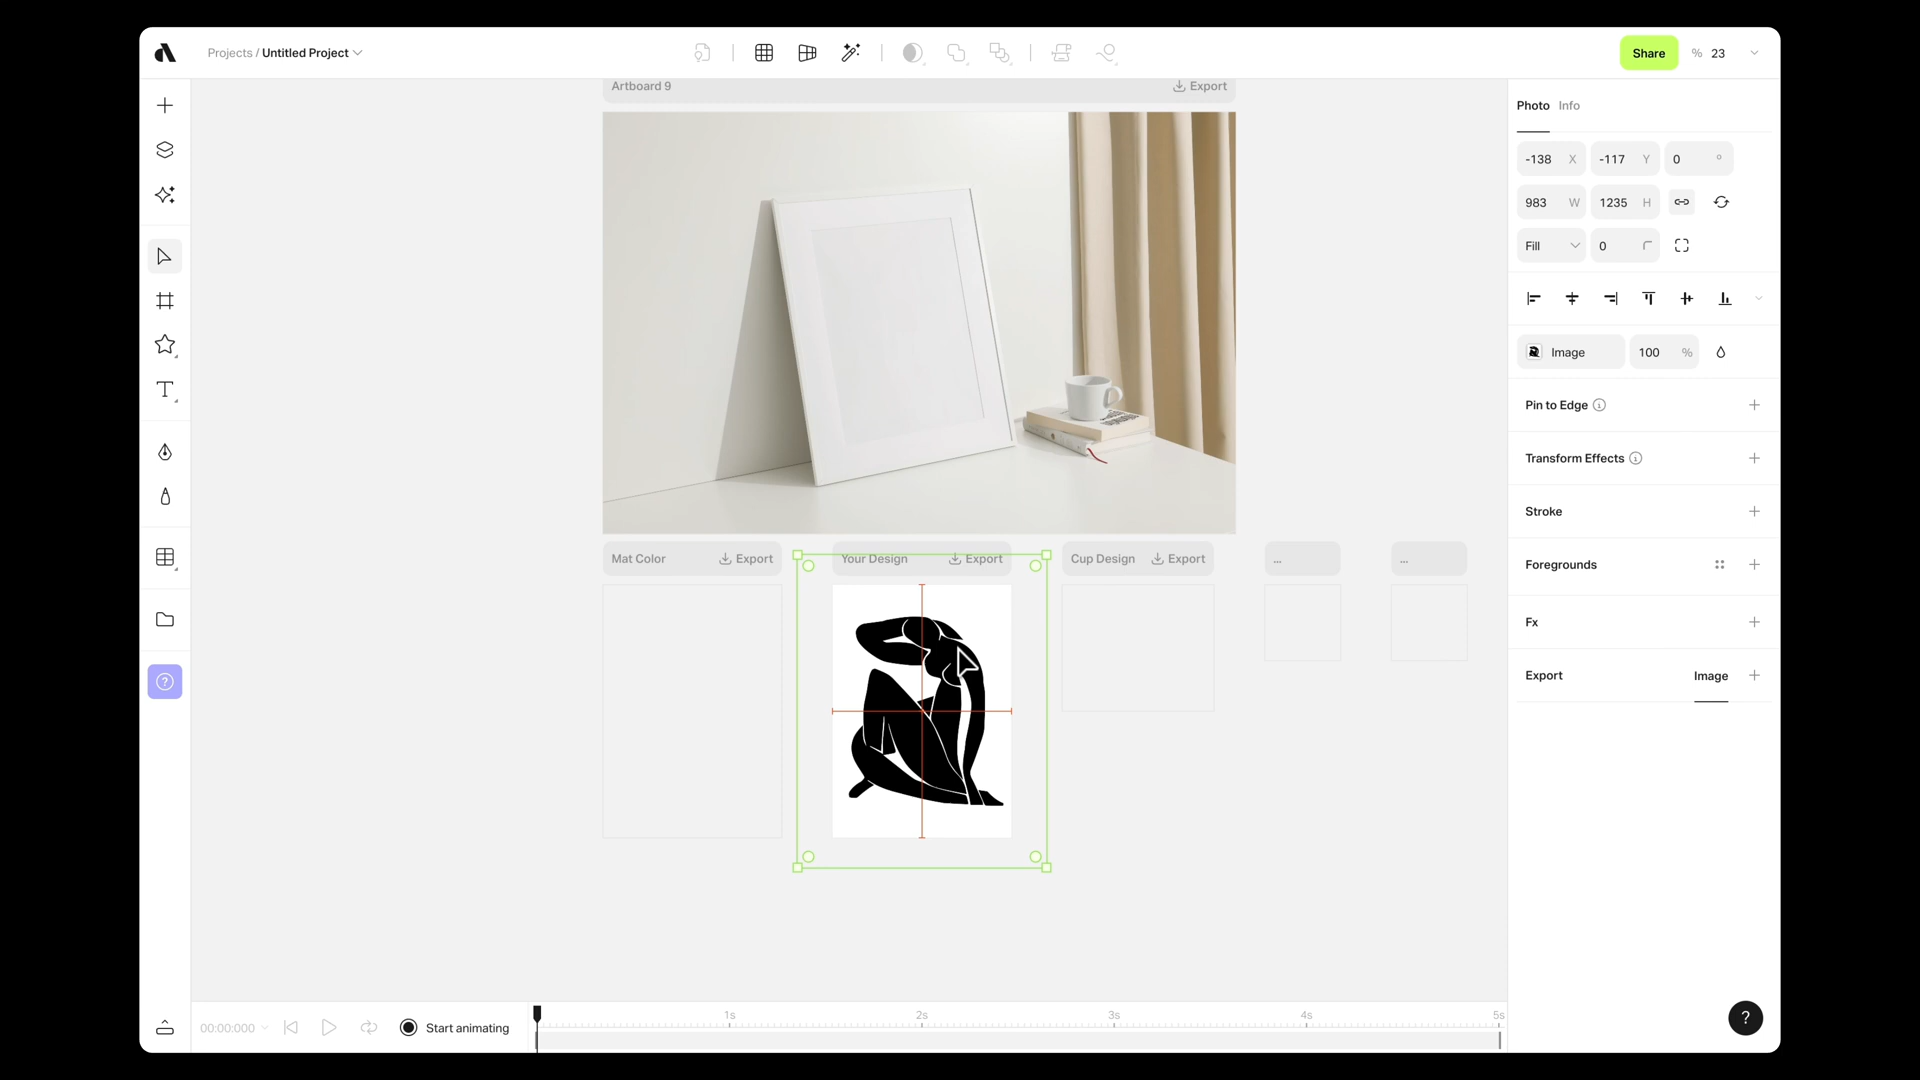 Projects / Untitled Project
Share
% 23
Artboard 9
Export
Photo Info
-138 X -117 Y 0 °
983 W 1235 H
Fill 0
Image 100 %
Pin to Edge
Transform Effects
Stroke
Mat Color Export
Your Design Export
Cup Design Export
...
...
Foregrounds
Fx
Export Image
00:00:000
Start animating
1s 2s 3s 4s 5s
?
?